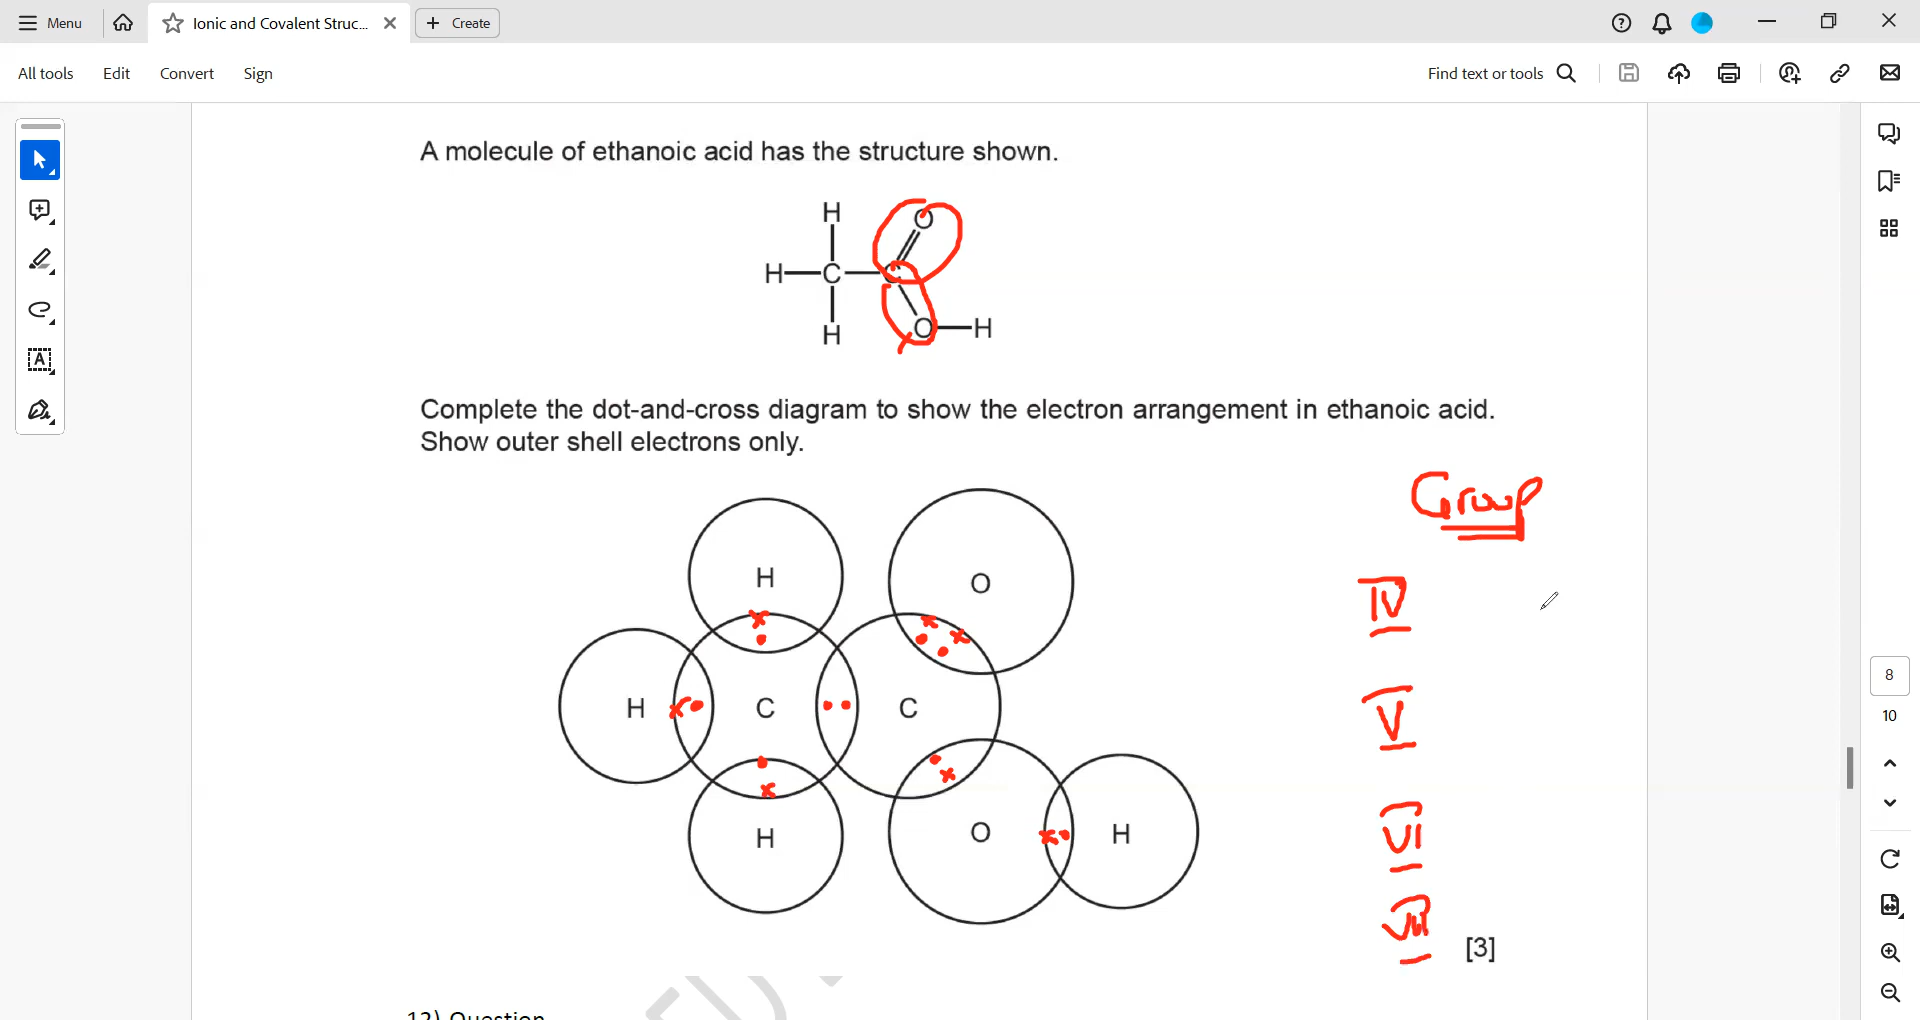 Menu
Ionic and Covalent Struc...
Create
All tools
Edit
Convert
Sign
Find text or tools
A molecule of ethanoic acid has the structure shown.
H O
H C C
H O H
Complete the dot-and-cross diagram to show the electron arrangement in ethanoic acid.
Show outer shell electrons only.
Group
H O
IV
H C C
V
H O H
VI
VII
[3]
8
10
12) Question